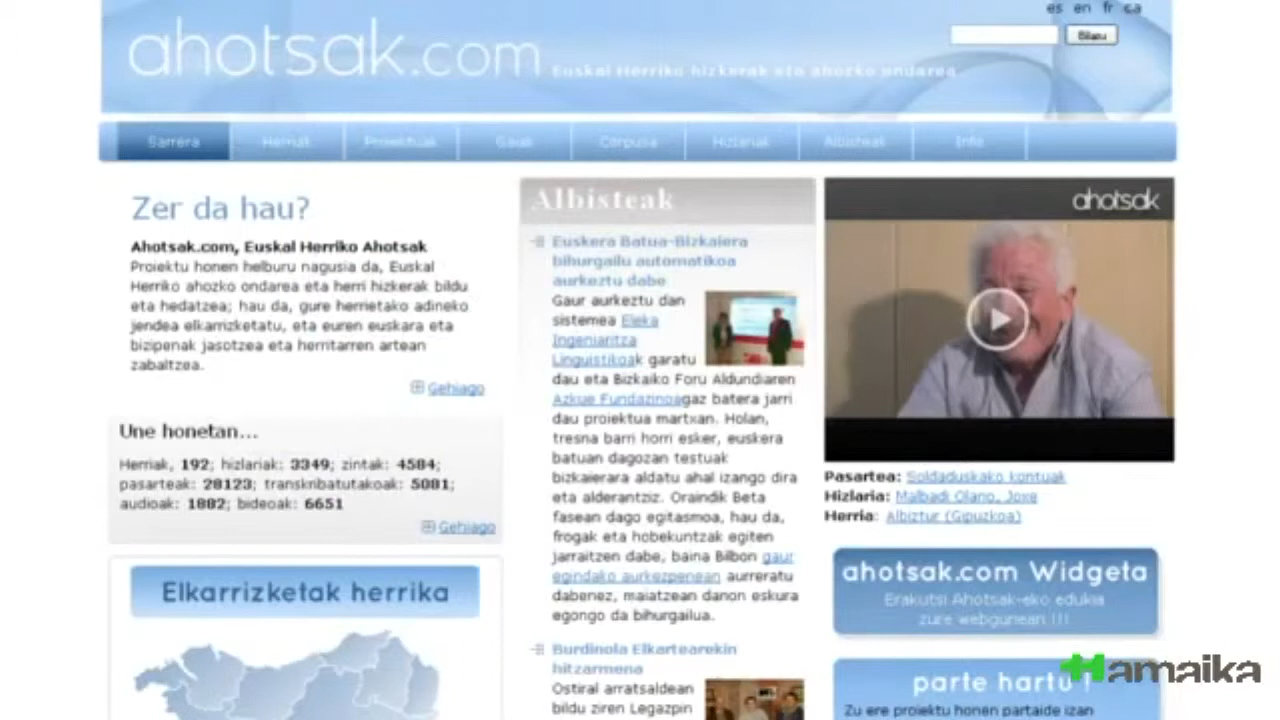 es en fr ca
ahotsak.com Euskal Herriko hizkerak eta ahozko ondarea
Bilatu
Sarrera Herriak Proiektuak Gaiak Corpusa Hizlariak Albisteak Info
Zer da hau?
Ahotsak.com, Euskal Herriko Ahotsak
Proiektu honen helburu nagusia da, Euskal
Herriko ahozko ondarea eta herri hizkerak bildu
eta hedatzea; hau da, gure herrietako adineko
jendea elkarrizketatu, eta euren euskara eta
bizipenak jasotzea eta herritarren artean
zabaltzea.
Gehiago
Une honetan...
Herriak, 192; hizlariak: 3349; zintak: 4584;
pasarteak: 20123; transkribatutakoak: 5081;
audioak: 1882; bideoak: 6651
Gehiago
Elkarrizketak herrika
Albisteak
Euskera Batua-Bizkaiera
bihurgailu automatikoa
aurkeztu dabe
Gaur aurkeztu dan
sistemea Eleka
Ingeniaritza
Linguistikoak garatu
dau eta Bizkaiko Foru Aldundiaren
Azkue Fundazinoagaz batera jarri
dau proiektua martxan. Holan,
tresna barri horri esker, euskera
batuan dagozan testuak
bizkaierara aldatu ahal izango dira
eta alderantziz. Oraindik Beta
fasean dago egitasmoa, hau da,
frogak eta hobekuntzak egiten
jarraitzen dabe, baina Bilbon gaur
egindako aurkezpenean aurreratu
dabenez, maiatzean danon eskura
egongo da bihurgailua.
Burdinola Elkartearekin
hitzarmena
Ostiral arratsaldean
bildu ziren Legazpin
ahotsak
Pasartea: Soldaduskako kontuak
Hizlaria: Malbadi Olano, Joxe
Herria: Albiztur (Gipuzkoa)
ahotsak.com Widgeta
Erakutsi Ahotsak-eko edukia
zure webgunean !!!
parte hartu !
Zu ere proiektu honen partaide izan
Hamaika